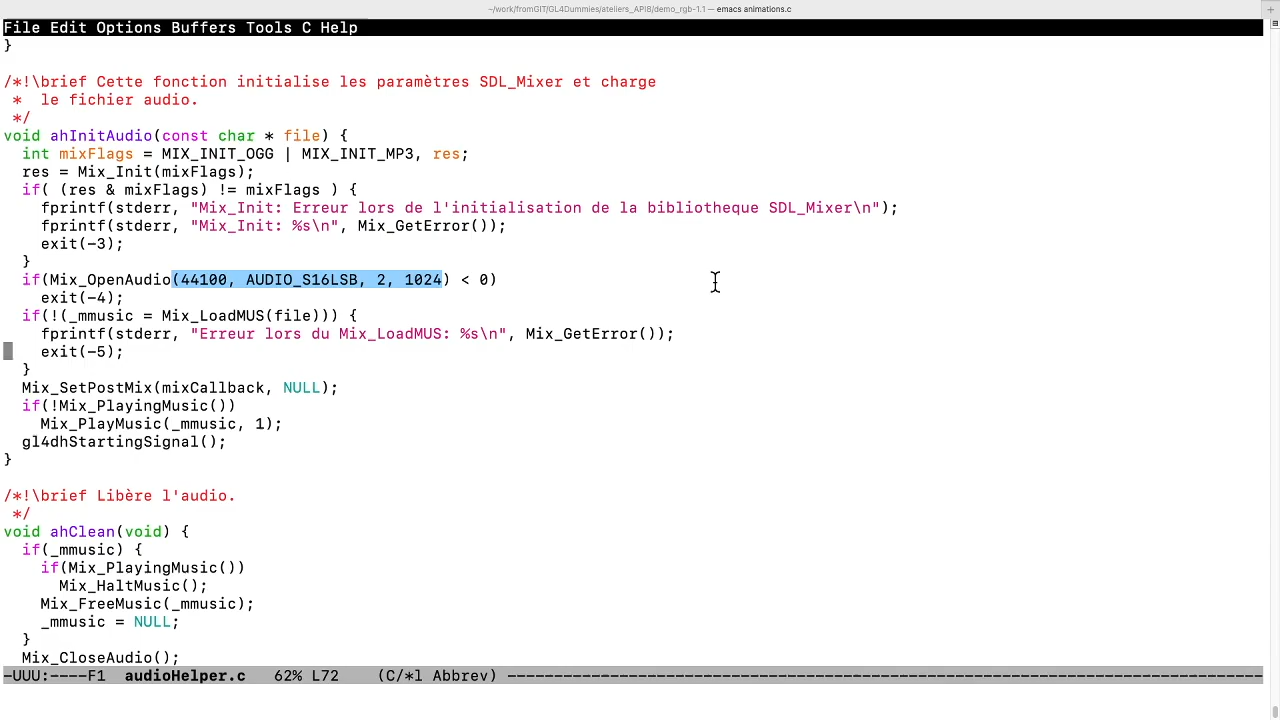 ~/work/fromGIT/GL4Dummies/ateliers_API8/demo_rgb-1.1 — emacs animations.c
File Edit Options Buffers Tools C Help
}
/*!\brief Cette fonction initialise les paramètres SDL_Mixer et charge
 *  le fichier audio.
 */
void ahInitAudio(const char * file) {
  int mixFlags = MIX_INIT_OGG | MIX_INIT_MP3, res;
  res = Mix_Init(mixFlags);
  if( (res & mixFlags) != mixFlags ) {
    fprintf(stderr, "Mix_Init: Erreur lors de l'initialisation de la bibliotheque SDL_Mixer\n");
    fprintf(stderr, "Mix_Init: %s\n", Mix_GetError());
    exit(-3);
  }
  if(Mix_OpenAudio(44100, AUDIO_S16LSB, 2, 1024) < 0)
    exit(-4);
  if(!(_mmusic = Mix_LoadMUS(file))) {
    fprintf(stderr, "Erreur lors du Mix_LoadMUS: %s\n", Mix_GetError());
    exit(-5);
  }
  Mix_SetPostMix(mixCallback, NULL);
  if(!Mix_PlayingMusic())
    Mix_PlayMusic(_mmusic, 1);
  gl4dhStartingSignal();
}
/*!\brief Libère l'audio.
 */
void ahClean(void) {
  if(_mmusic) {
    if(Mix_PlayingMusic())
      Mix_HaltMusic();
    Mix_FreeMusic(_mmusic);
    _mmusic = NULL;
  }
  Mix_CloseAudio();
-UUU:----F1  audioHelper.c   62% L72    (C/*l Abbrev) ----------------------------------------------------------------------------------